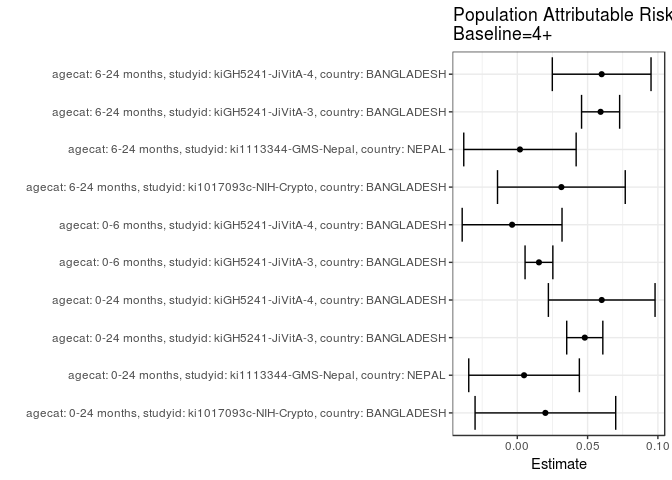 Population Attributable Risk
Baseline=4+
agecat: 6-24 months, studyid: kiGH5241-JiVitA-4, country: BANGLADESH
agecat: 6-24 months, studyid: kiGH5241-JiVitA-3, country: BANGLADESH
agecat: 6-24 months, studyid: ki1113344-GMS-Nepal, country: NEPAL
agecat: 6-24 months, studyid: ki1017093c-NIH-Crypto, country: BANGLADESH
agecat: 0-6 months, studyid: kiGH5241-JiVitA-4, country: BANGLADESH
agecat: 0-6 months, studyid: kiGH5241-JiVitA-3, country: BANGLADESH
agecat: 0-24 months, studyid: kiGH5241-JiVitA-4, country: BANGLADESH
agecat: 0-24 months, studyid: kiGH5241-JiVitA-3, country: BANGLADESH
agecat: 0-24 months, studyid: ki1113344-GMS-Nepal, country: NEPAL
agecat: 0-24 months, studyid: ki1017093c-NIH-Crypto, country: BANGLADESH
0.00 0.05 0.10
Estimate